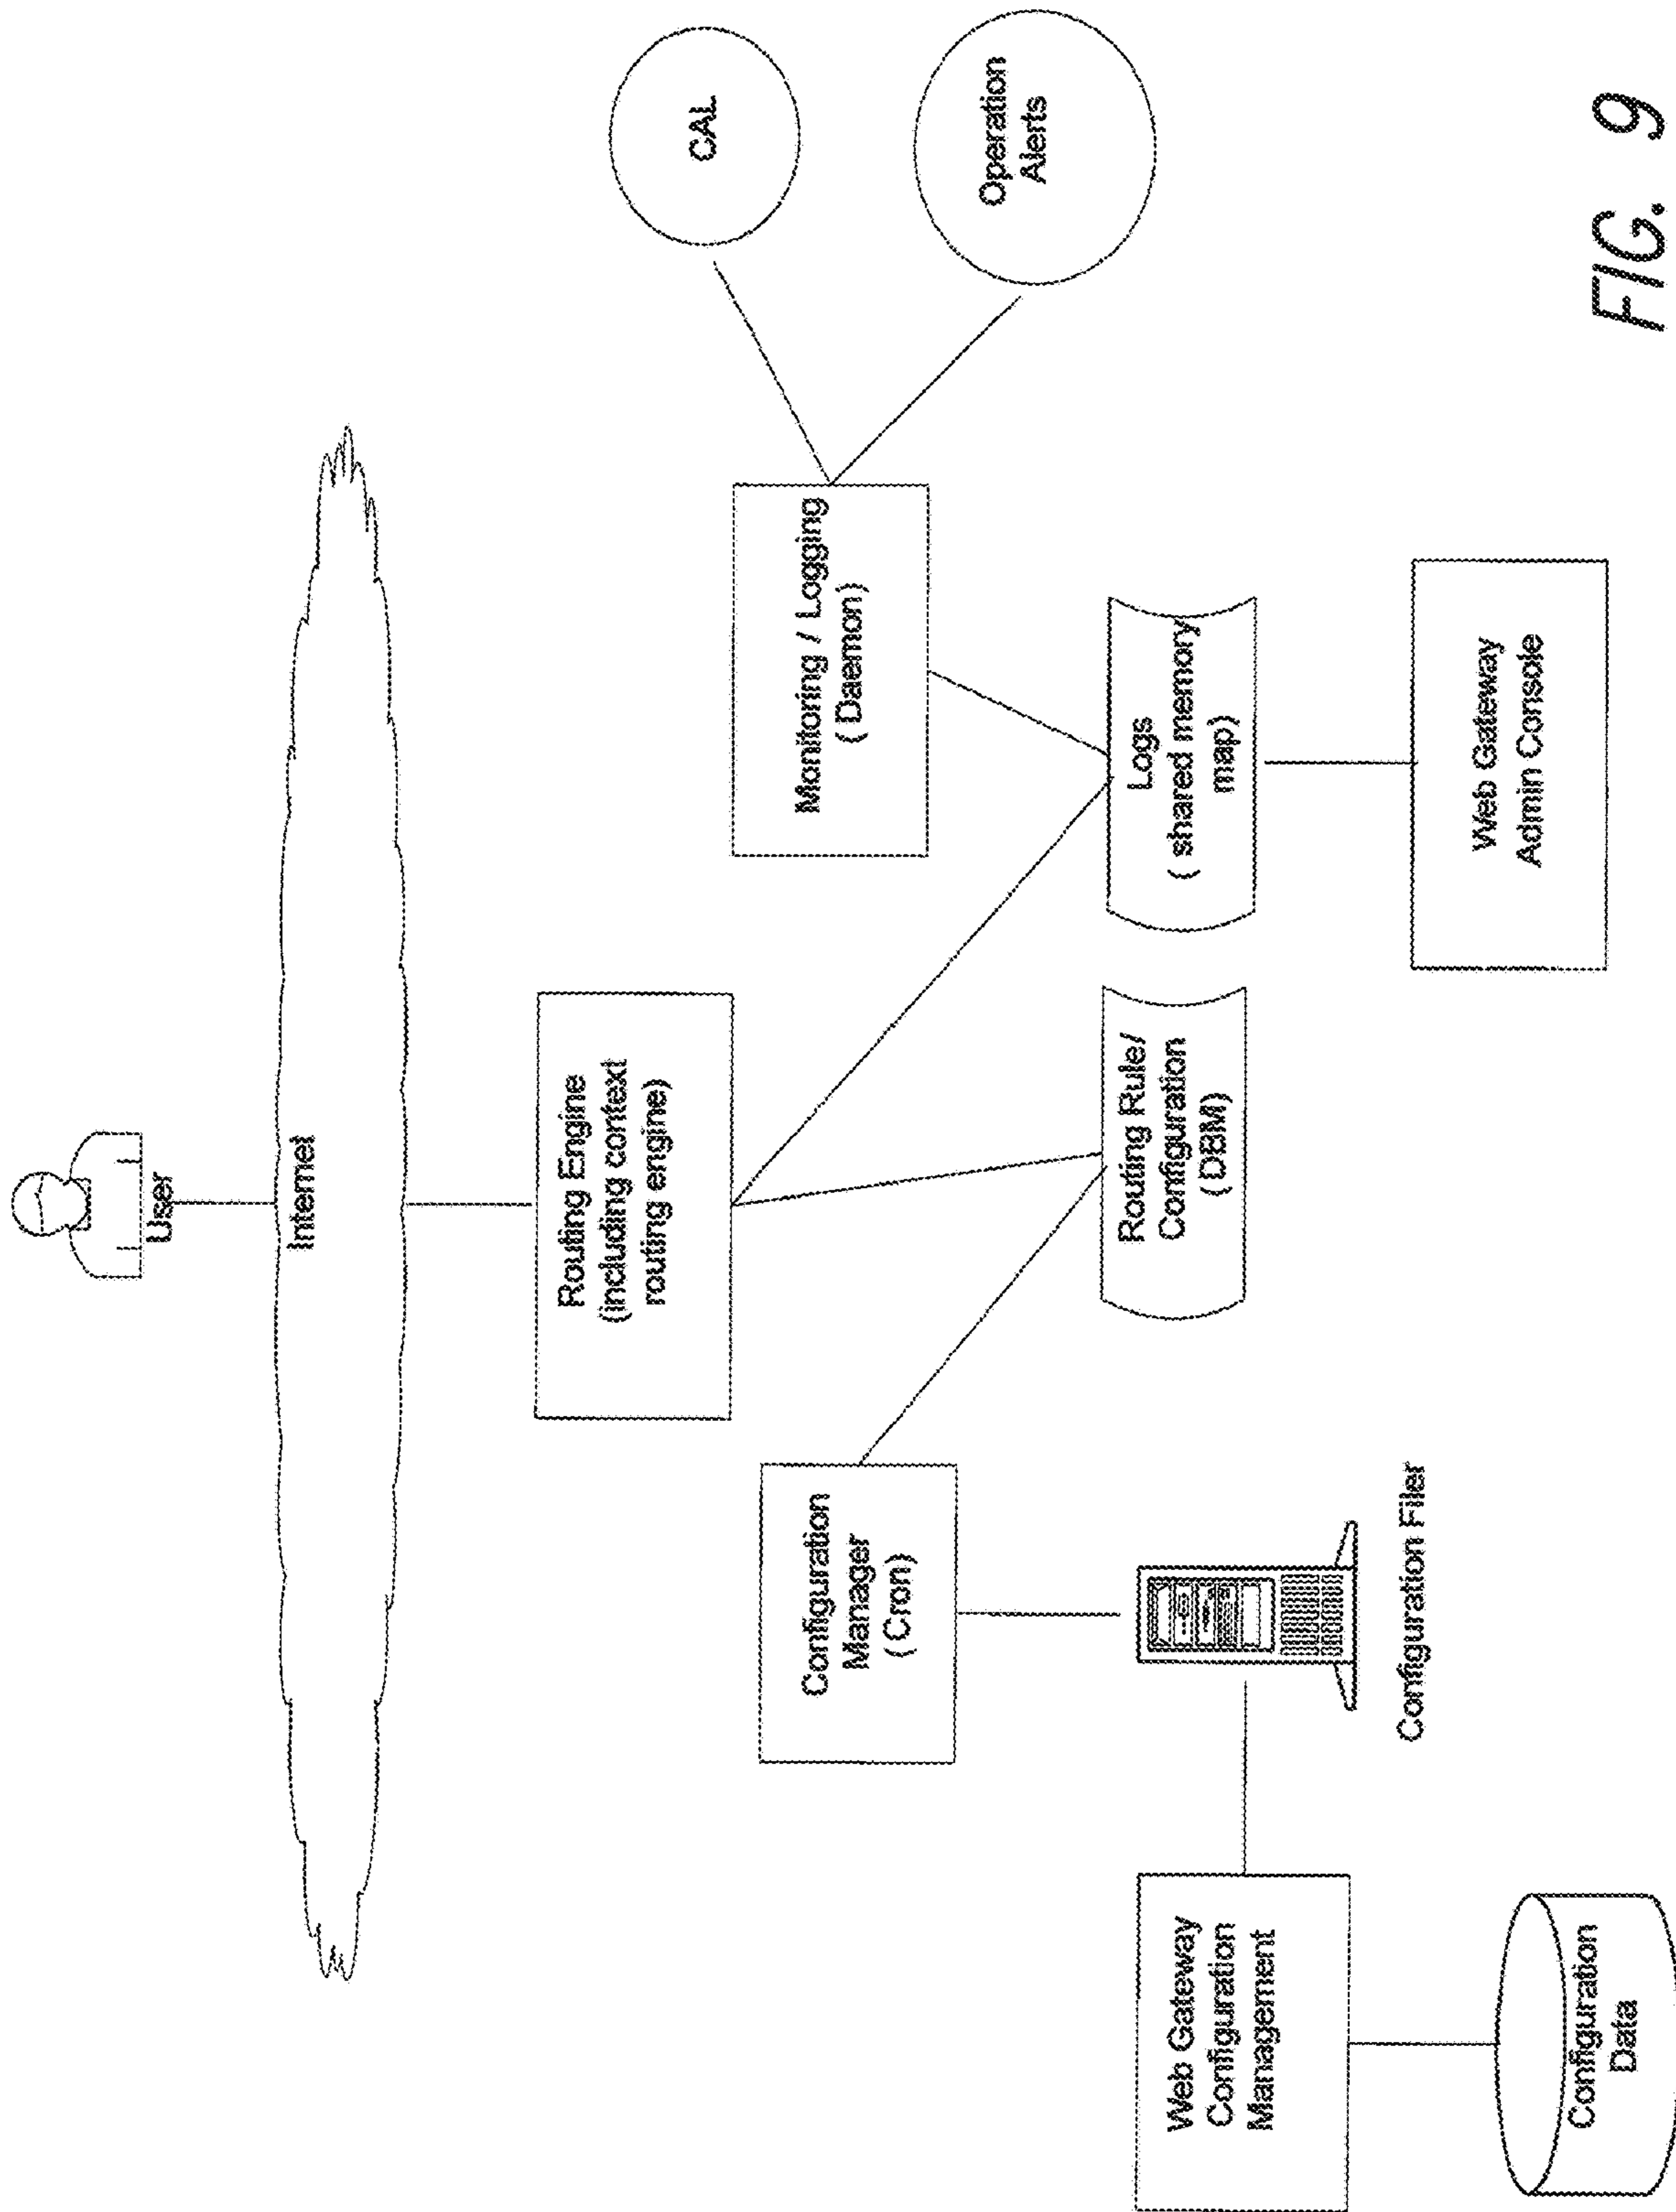 User
Internet
Routing Engine
(including context
routing engine)
Configuration
Manager
( Cron)
Monitoring / Logging
( Daemon)
CAL
Operation
Alerts
Web Gateway
Configuration
Management
Configuration Filer
Routing Rule/
Configuration
( DBM)
Logs
( shared memory
map)
Configuration
Data
Web Gateway
Admin Console
FIG. 9